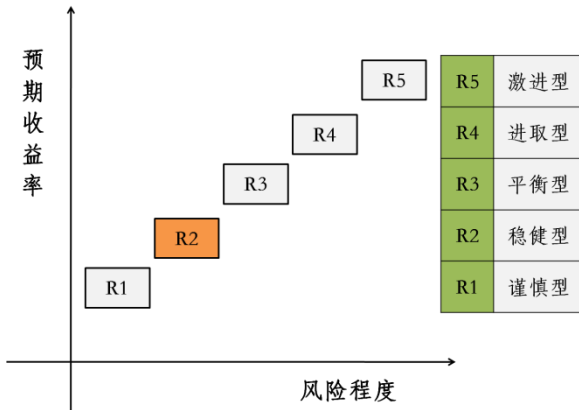 预期收益率
R5
R4
R3
R2
R1
风险程度
R5 激进型
R4 进取型
R3 平衡型
R2 稳健型
R1 谨慎型